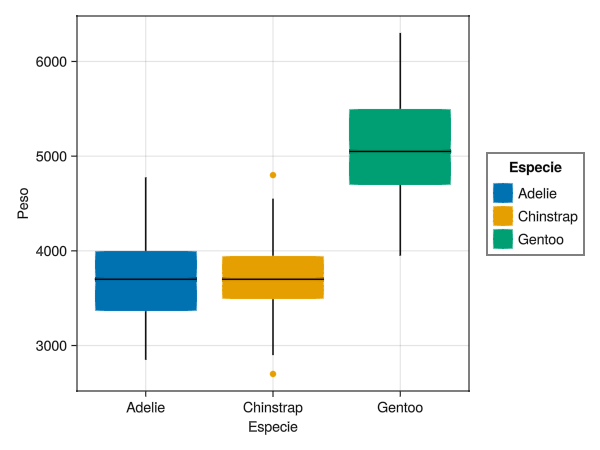 6000
5000
4000
3000
Peso
Adelie
Chinstrap
Gentoo
Especie
Especie
Adelie
Chinstrap
Gentoo